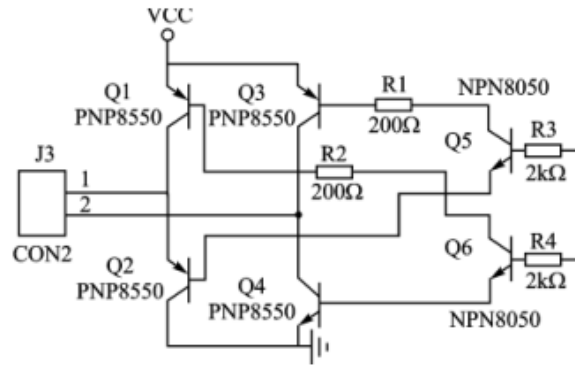 VCC
Q1
PNP8550
Q3
PNP8550
R1
200Ω
NPN8050
Q5
R3
2kΩ
R2
200Ω
J3
1
2
CON2
Q2
PNP8550
Q4
PNP8550
Q6
R4
2kΩ
NPN8050